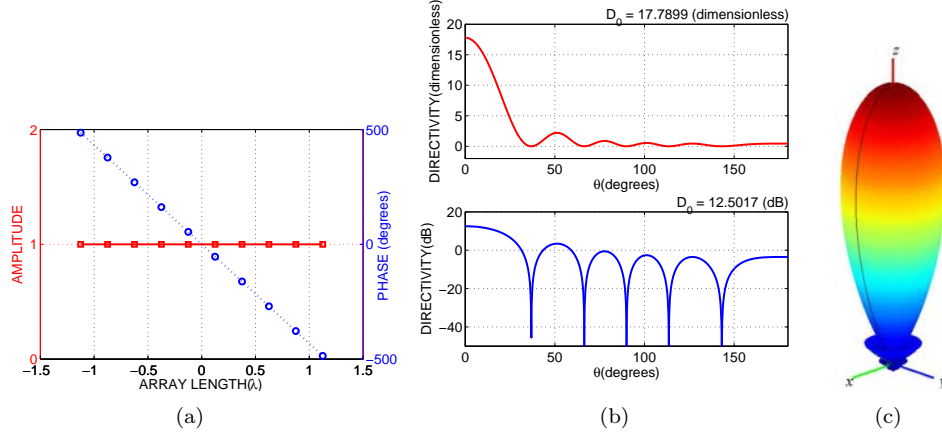 AMPLITUDE
2
1
0
500
0
−500
PHASE (degrees)
−1.5 −1 −0.5 0 0.5 1 1.5
ARRAY LENGTH(λ)
(a)
D0 = 17.7899 (dimensionless)
DIRECTIVITY(dimensionless)
20
15
10
5
0
0 50 100 150
θ(degrees)
D0 = 12.5017 (dB)
DIRECTIVITY(dB)
20
0
−20
−40
0 50 100 150
θ(degrees)
(b)
z
x
y
(c)